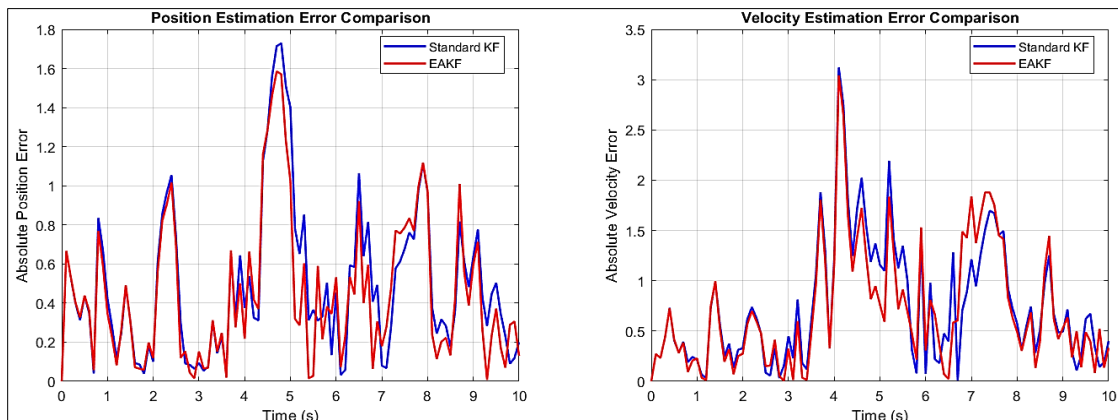 Position Estimation Error Comparison
1.8
1.6
1.4
1.2
1
0.8
0.6
0.4
0.2
0
Absolute Position Error
Standard KF
EAKF
0 1 2 3 4 5 6 7 8 9 10
Time (s)
Velocity Estimation Error Comparison
3.5
3
2.5
2
1.5
1
0.5
0
Absolute Velocity Error
Standard KF
EAKF
0 1 2 3 4 5 6 7 8 9 10
Time (s)